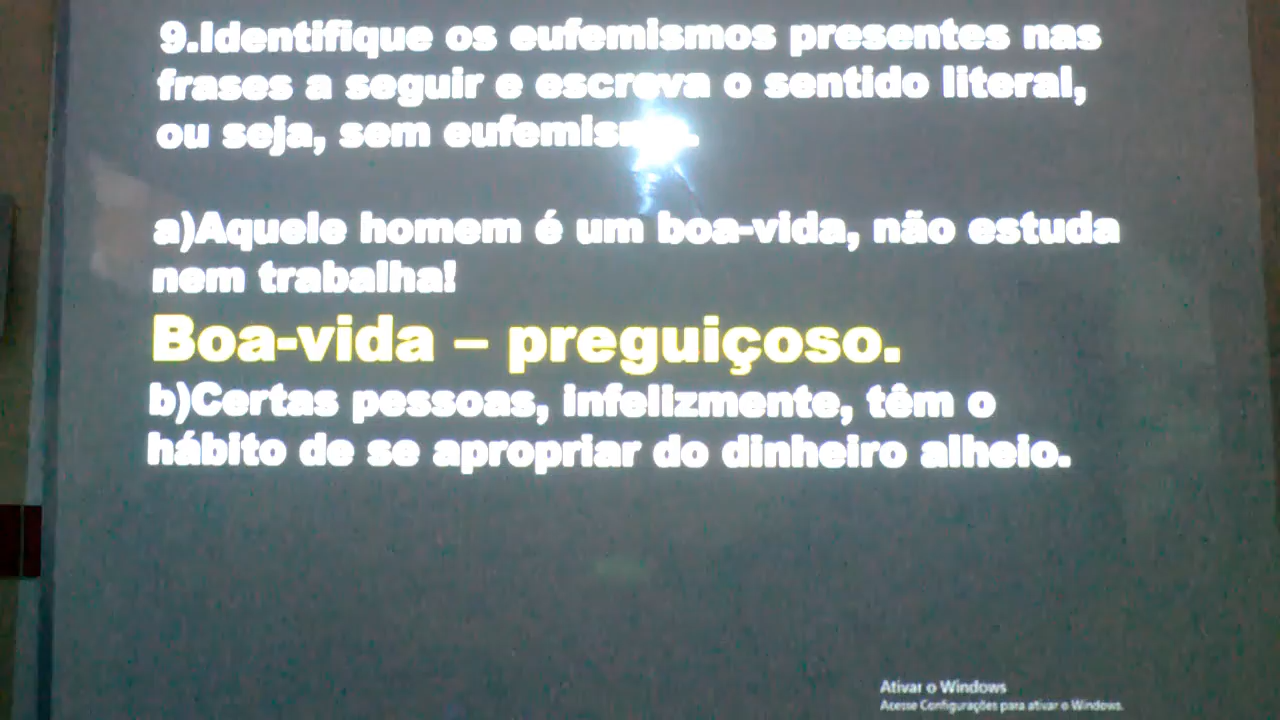 9.Identifique os eufemismos presentes nas
frases a seguir e escreva o sentido literal,
ou seja, sem eufemismo.
a)Aquele homem é um boa-vida, não estuda
nem trabalha!
Boa-vida – preguiçoso.
b)Certas pessoas, infelizmente, têm o
hábito de se apropriar do dinheiro alheio.
Ativar o Windows
Acesse Configurações para ativar o Windows.